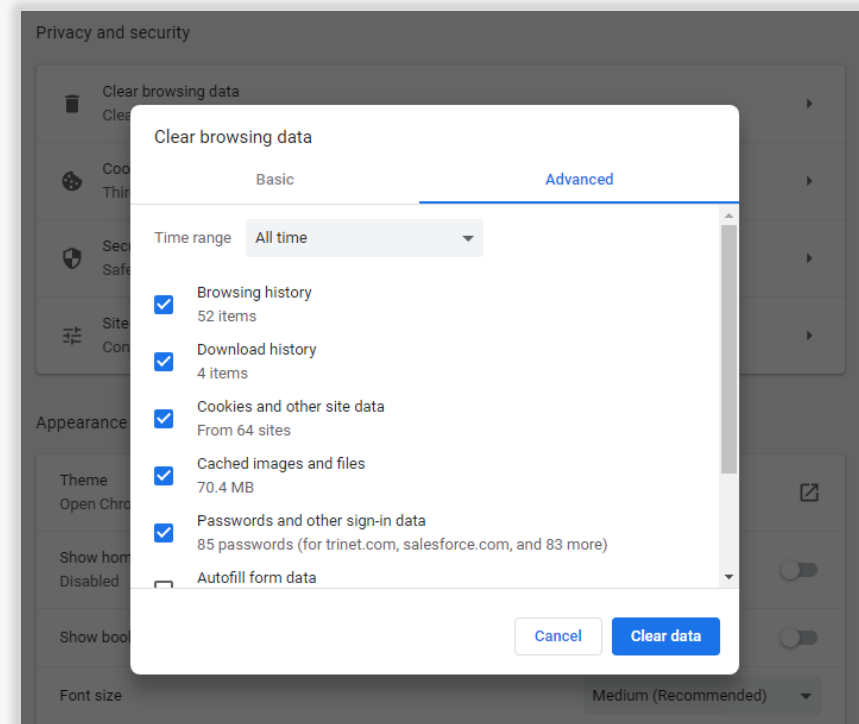 Privacy and security
Clear browsing data
Clea
Clear browsing data
Basic
Advanced
Coo
Thir
Time range
All time
Secu
Safe
Browsing history
52 items
Site
Con
Download history
4 items
Cookies and other site data
From 64 sites
Appearance
Cached images and files
70.4 MB
Theme
Open Chro
Passwords and other sign-in data
85 passwords (for trinet.com, salesforce.com, and 83 more)
Show hom
Disabled
Autofill form data
Show bool
Cancel
Clear data
Font size
Medium (Recommended)